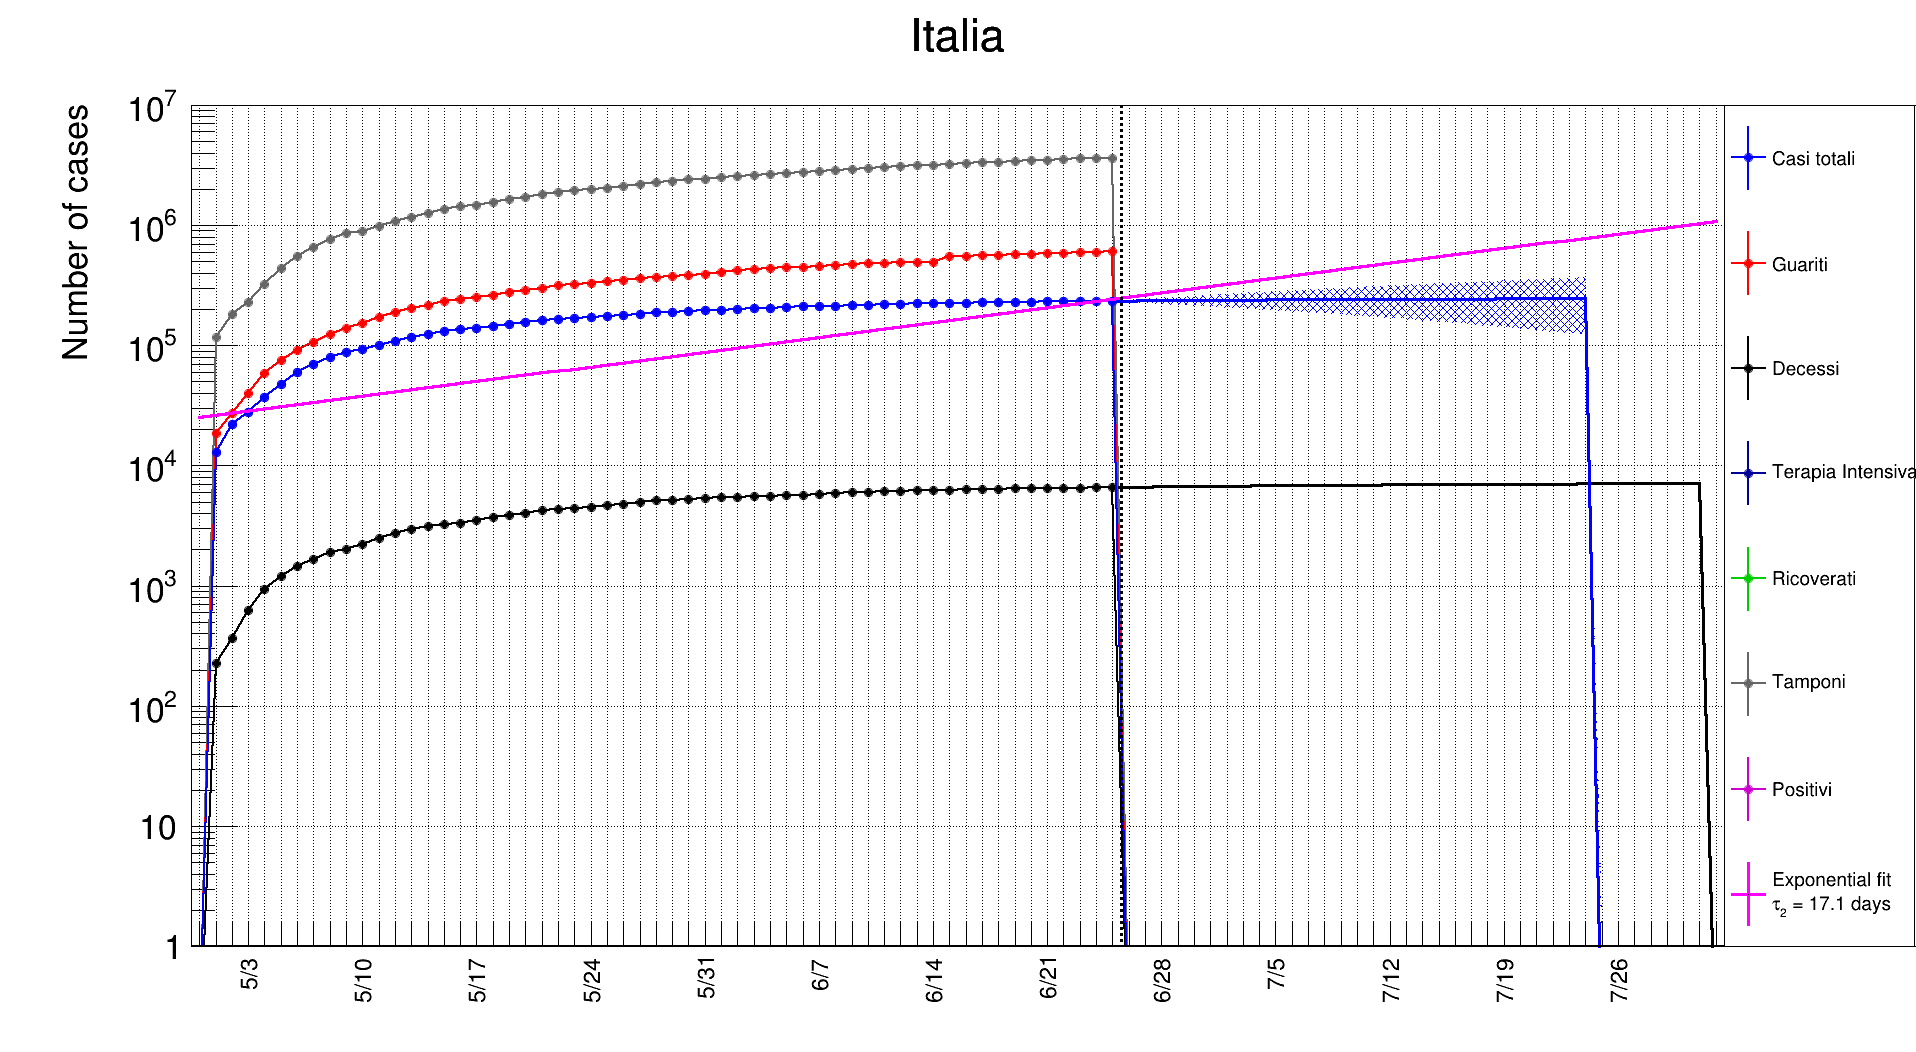 Italia
Number of cases
10^7
10^6
10^5
10^4
10^3
10^2
10
1
5/3
5/10
5/17
5/24
5/31
6/7
6/14
6/21
6/28
7/5
7/12
7/19
7/26
Casi totali
Guariti
Decessi
Terapia Intensiva
Ricoverati
Tamponi
Positivi
Exponential fit
τ_2 = 17.1 days